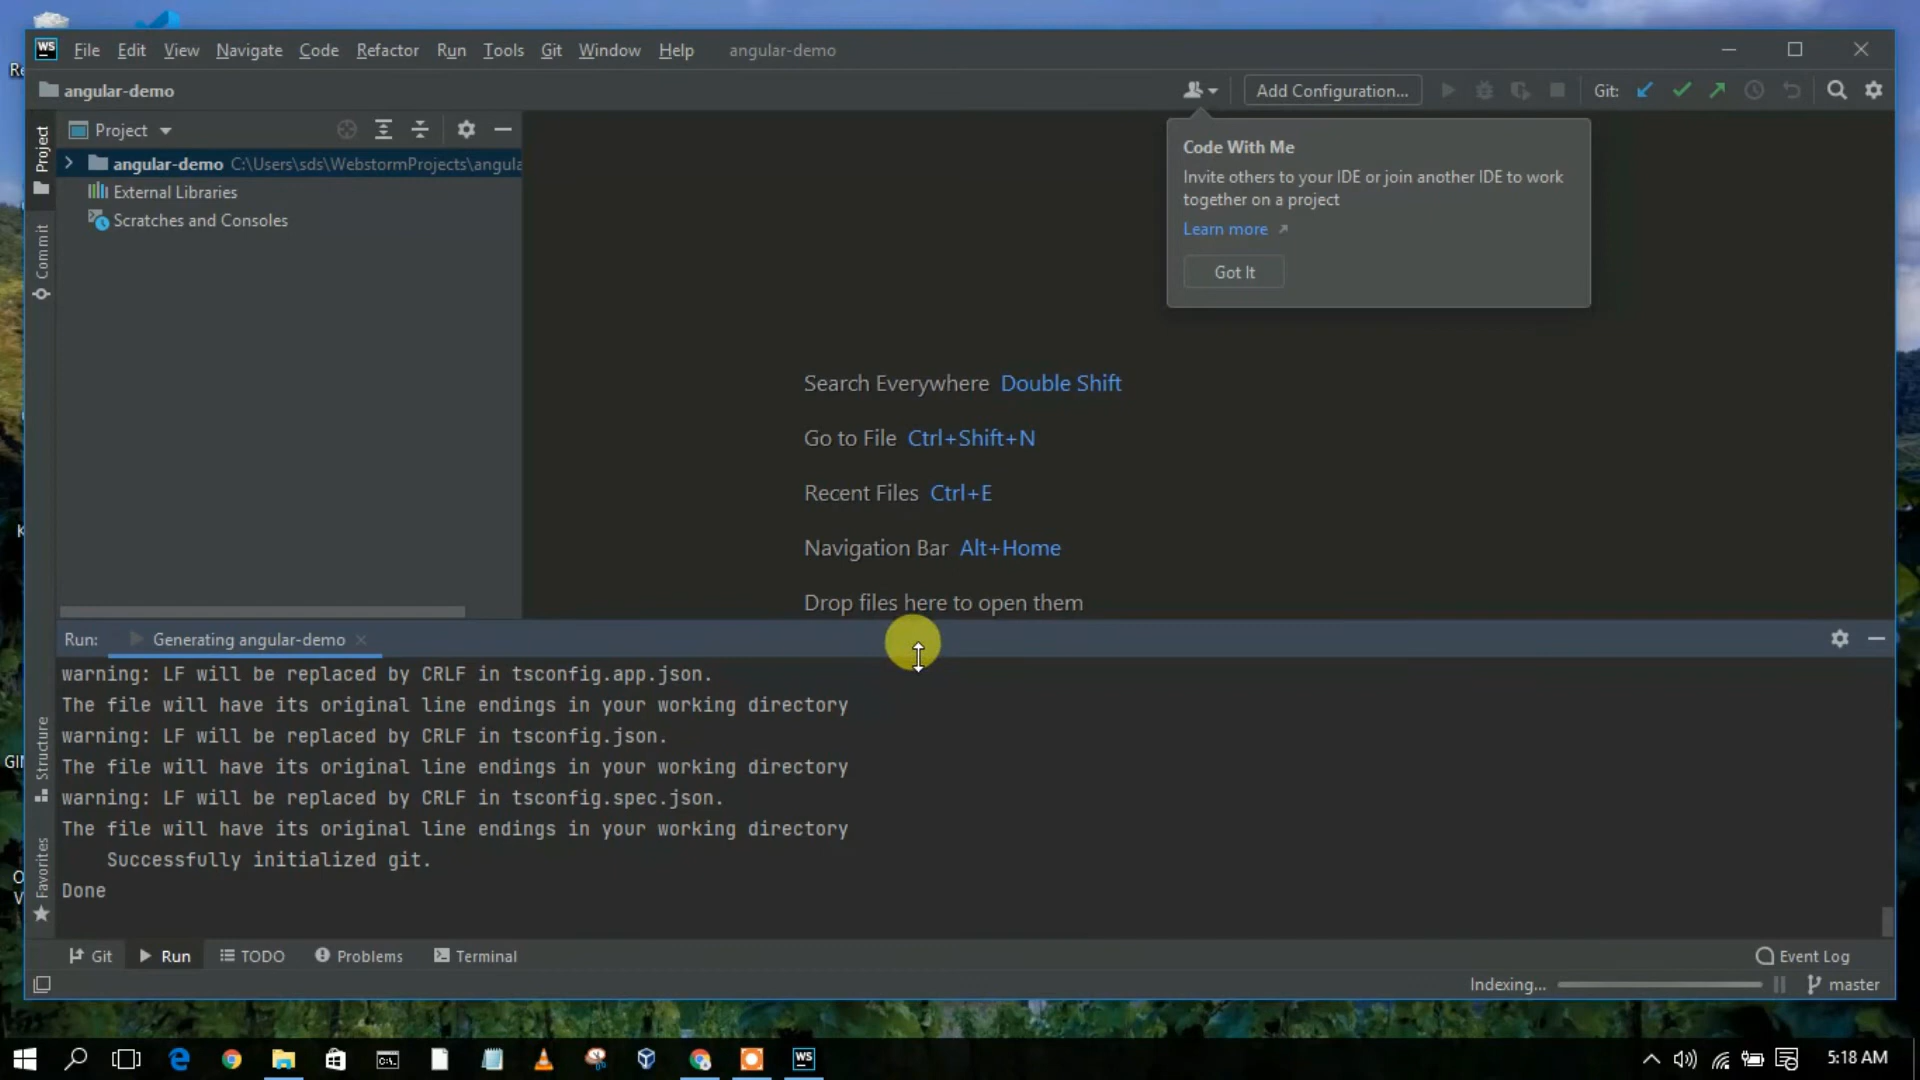 WS File Edit View Navigate Code Refactor Run Tools Git Window Help angular-demo
angular-demo
Add Configuration...
Git:
Project
angular-demo C:\Users\sds\WebstormProjects\angula
External Libraries
Scratches and Consoles
Project
Commit
Structure
Favorites
Code With Me
Invite others to your IDE or join another IDE to work
together on a project
Learn more
Got It
Search Everywhere Double Shift
Go to File Ctrl+Shift+N
Recent Files Ctrl+E
Navigation Bar Alt+Home
Drop files here to open them
Run: Generating angular-demo
warning: LF will be replaced by CRLF in tsconfig.app.json.
The file will have its original line endings in your working directory
warning: LF will be replaced by CRLF in tsconfig.json.
The file will have its original line endings in your working directory
warning: LF will be replaced by CRLF in tsconfig.spec.json.
The file will have its original line endings in your working directory
Successfully initialized git.
Done
Git Run TODO Problems Terminal Event Log
Indexing... master
WS 5:18 AM